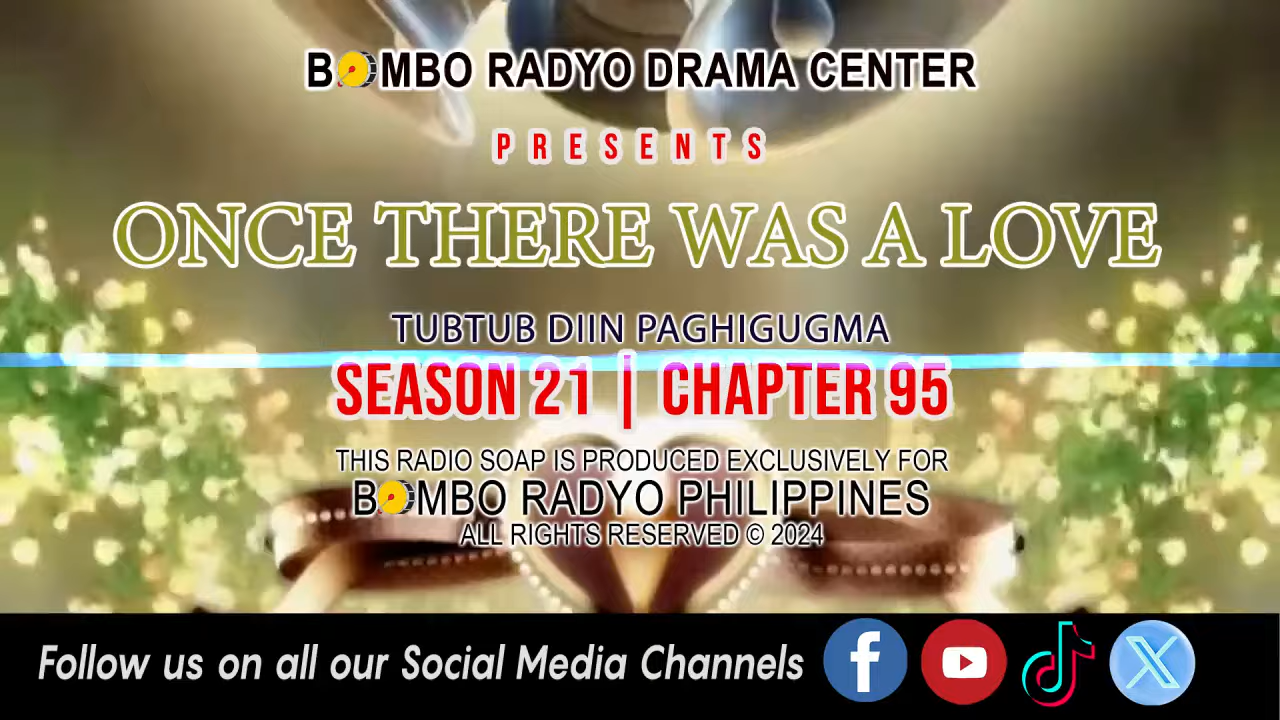 BOMBO RADYO DRAMA CENTER
PRESENTS
ONCE THERE WAS A LOVE
TUBTUB DIIN PAGHIGUGMA
SEASON 21 | CHAPTER 95
THIS RADIO SOAP IS PRODUCED EXCLUSIVELY FOR
BOMBO RADYO PHILIPPINES
ALL RIGHTS RESERVED © 2024
Follow us on all our Social Media Channels